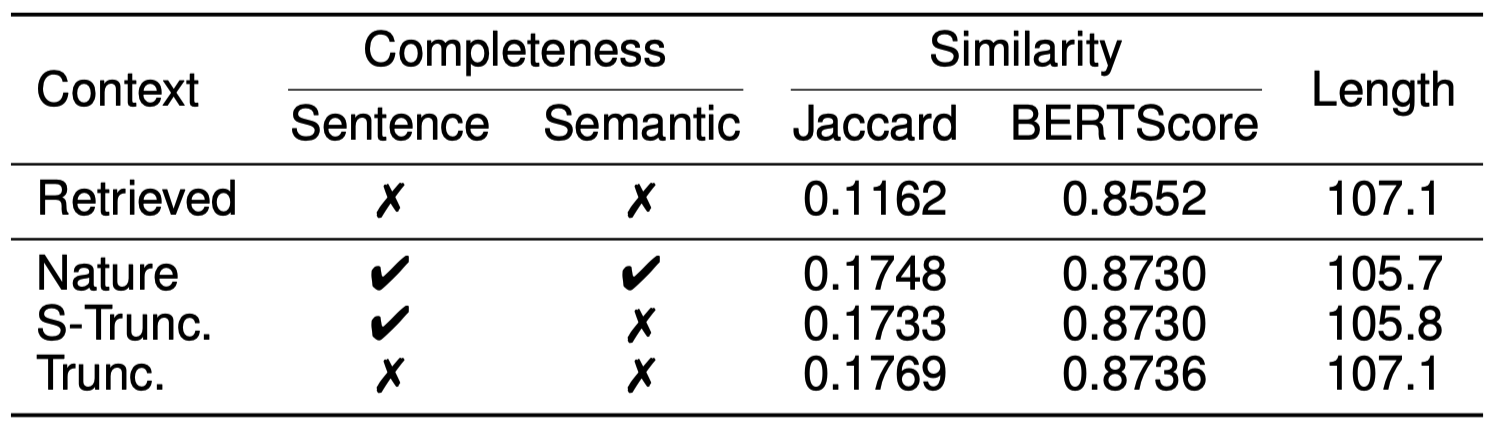 Context Completeness Similarity Length
Sentence Semantic Jaccard BERTScore
Retrieved ✗ ✗ 0.1162 0.8552 107.1
Nature ✔ ✔ 0.1748 0.8730 105.7
S-Trunc. ✔ ✗ 0.1733 0.8730 105.8
Trunc. ✗ ✗ 0.1769 0.8736 107.1